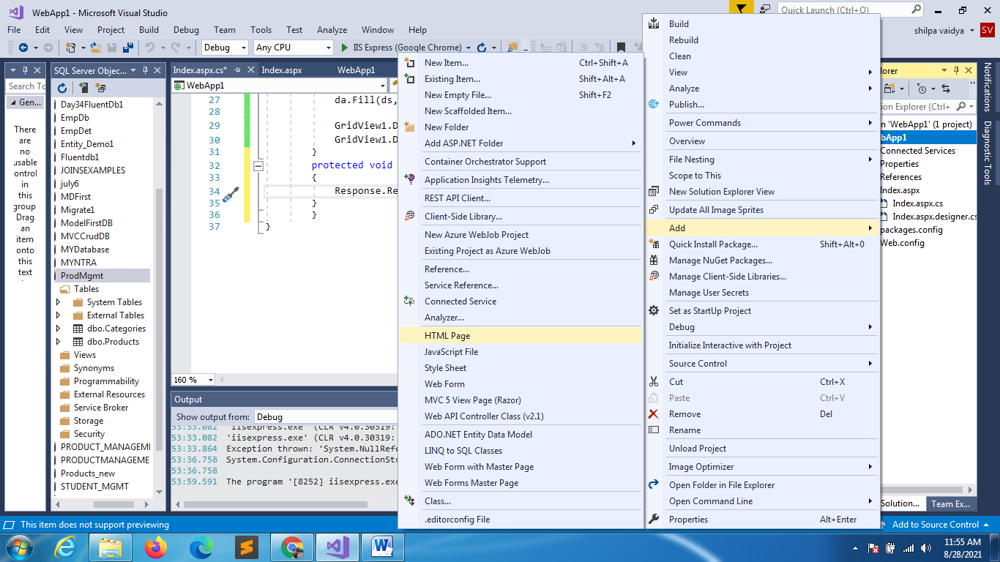 WebApp1 - Microsoft Visual Studio
Quick Launch (Ctrl+Q)
File Edit View Project Build Debug Team Tools Test Analyze Window Help
shilpa vaidya SV
Debug Any CPU IIS Express (Google Chrome)
SQL Server Objec...
Search To
Gen...
There
are
no
usable
ontrol
in
this
group
Drag
an
item
onto
this
text
Day34FluentDb1
EmpDb
EmpDet
Entity_Demo1
Fluentdb1
JOINSEXAMPLES
july6
MDFirst
Migrate1
ModelFirstDB
MVCCrudDB
MYDatabase
MYNTRA
ProdMgmt
Tables
System Tables
External Tables
dbo.Categories
dbo.Products
Views
Synonyms
Programmability
External Resources
Service Broker
Storage
Security
PRODUCT_MANAGEMI
PRODUCTMANAGEME
Products_new
STUDENT_MGMT
Index.aspx.cs* Index.aspx WebApp1
WebApp1
27 da.Fill(ds,
28
29 GridView1.D
30 GridView1.D
31 }
32 protected void
33 {
34 Response.Re
35 }
36 }
37 }
160 %
Output
Show output from: Debug
53:33.082 'iisexpress.exe' (CLR v4.0.30319:
53:33.082 'iisexpress.exe' (CLR v4.0.30319:
53:33.864 Exception thrown: 'System.NullRefe
53:36.758 System.Configuration.ConnectionStr
53:36.758
53:59.591 The program '[8252] iisexpress.exe
New Item... Ctrl+Shift+A
Existing Item... Shift+Alt+A
New Empty File... Shift+F2
New Scaffolded Item...
New Folder
Add ASP.NET Folder
Container Orchestrator Support
Application Insights Telemetry...
REST API Client...
Client-Side Library...
New Azure WebJob Project
Existing Project as Azure WebJob
Reference...
Service Reference...
Connected Service
Analyzer...
HTML Page
JavaScript File
Style Sheet
Web Form
MVC 5 View Page (Razor)
Web API Controller Class (v2.1)
ADO.NET Entity Data Model
LINQ to SQL Classes
Web Form with Master Page
Web Forms Master Page
Class...
.editorconfig File
Build
Rebuild
Clean
View
Analyze
Publish...
Power Commands
Overview
File Nesting
Scope to This
New Solution Explorer View
Update All Image Sprites
Add
Quick Install Package... Shift+Alt+0
Manage NuGet Packages...
Manage Client-Side Libraries...
Manage User Secrets
Set as StartUp Project
Debug
Initialize Interactive with Project
Source Control
Cut Ctrl+X
Paste Ctrl+V
Remove Del
Rename
Unload Project
Image Optimizer
Open Folder in File Explorer
Open Command Line
Properties Alt+Enter
lorer
ion Explorer (Ctrl+
n 'WebApp1' (1 project)
bApp1
Connected Services
Properties
References
Index.aspx
Index.aspx.cs
Index.aspx.designer.cs
packages.config
Web.config
Solution... Team Ex...
Notifications
Diagnostic Tools
This item does not support previewing
Add to Source Control
11:55 AM
8/28/2021